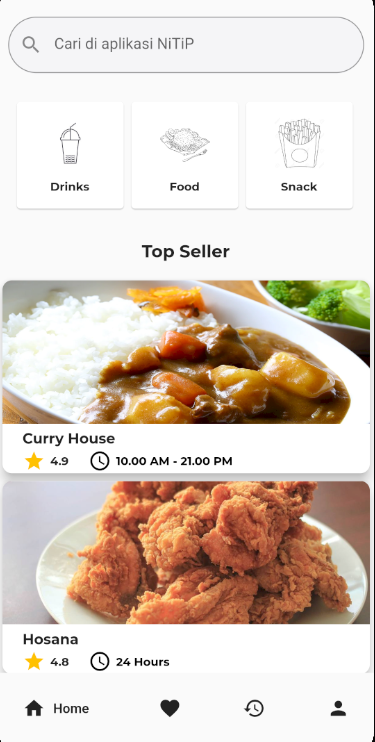 Cari di aplikasi NiTiP
Drinks
Food
Snack
Top Seller
Curry House
4.9 10.00 AM - 21.00 PM
Hosana
4.8 24 Hours
Home